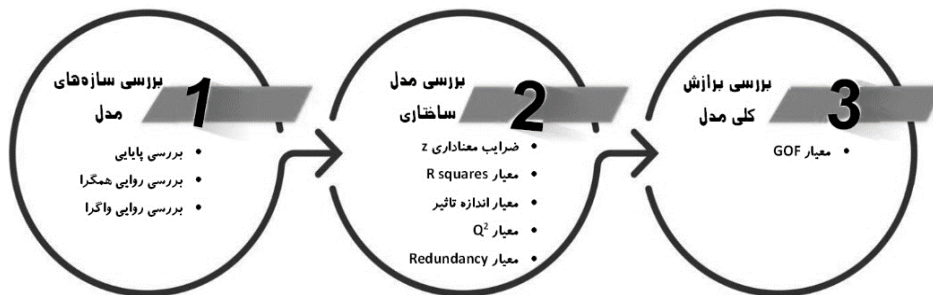 1
بررسی سازه‌های
مدل
• بررسی پایایی
• بررسی روایی همگرا
• بررسی روایی واگرا
2
بررسی مدل
ساختاری
• ضرایب معناداری z
• معیار R squares
• معیار اندازه تاثیر
• معیار Q²
• معیار Redundancy
3
بررسی برازش
کلی مدل
• معیار GOF